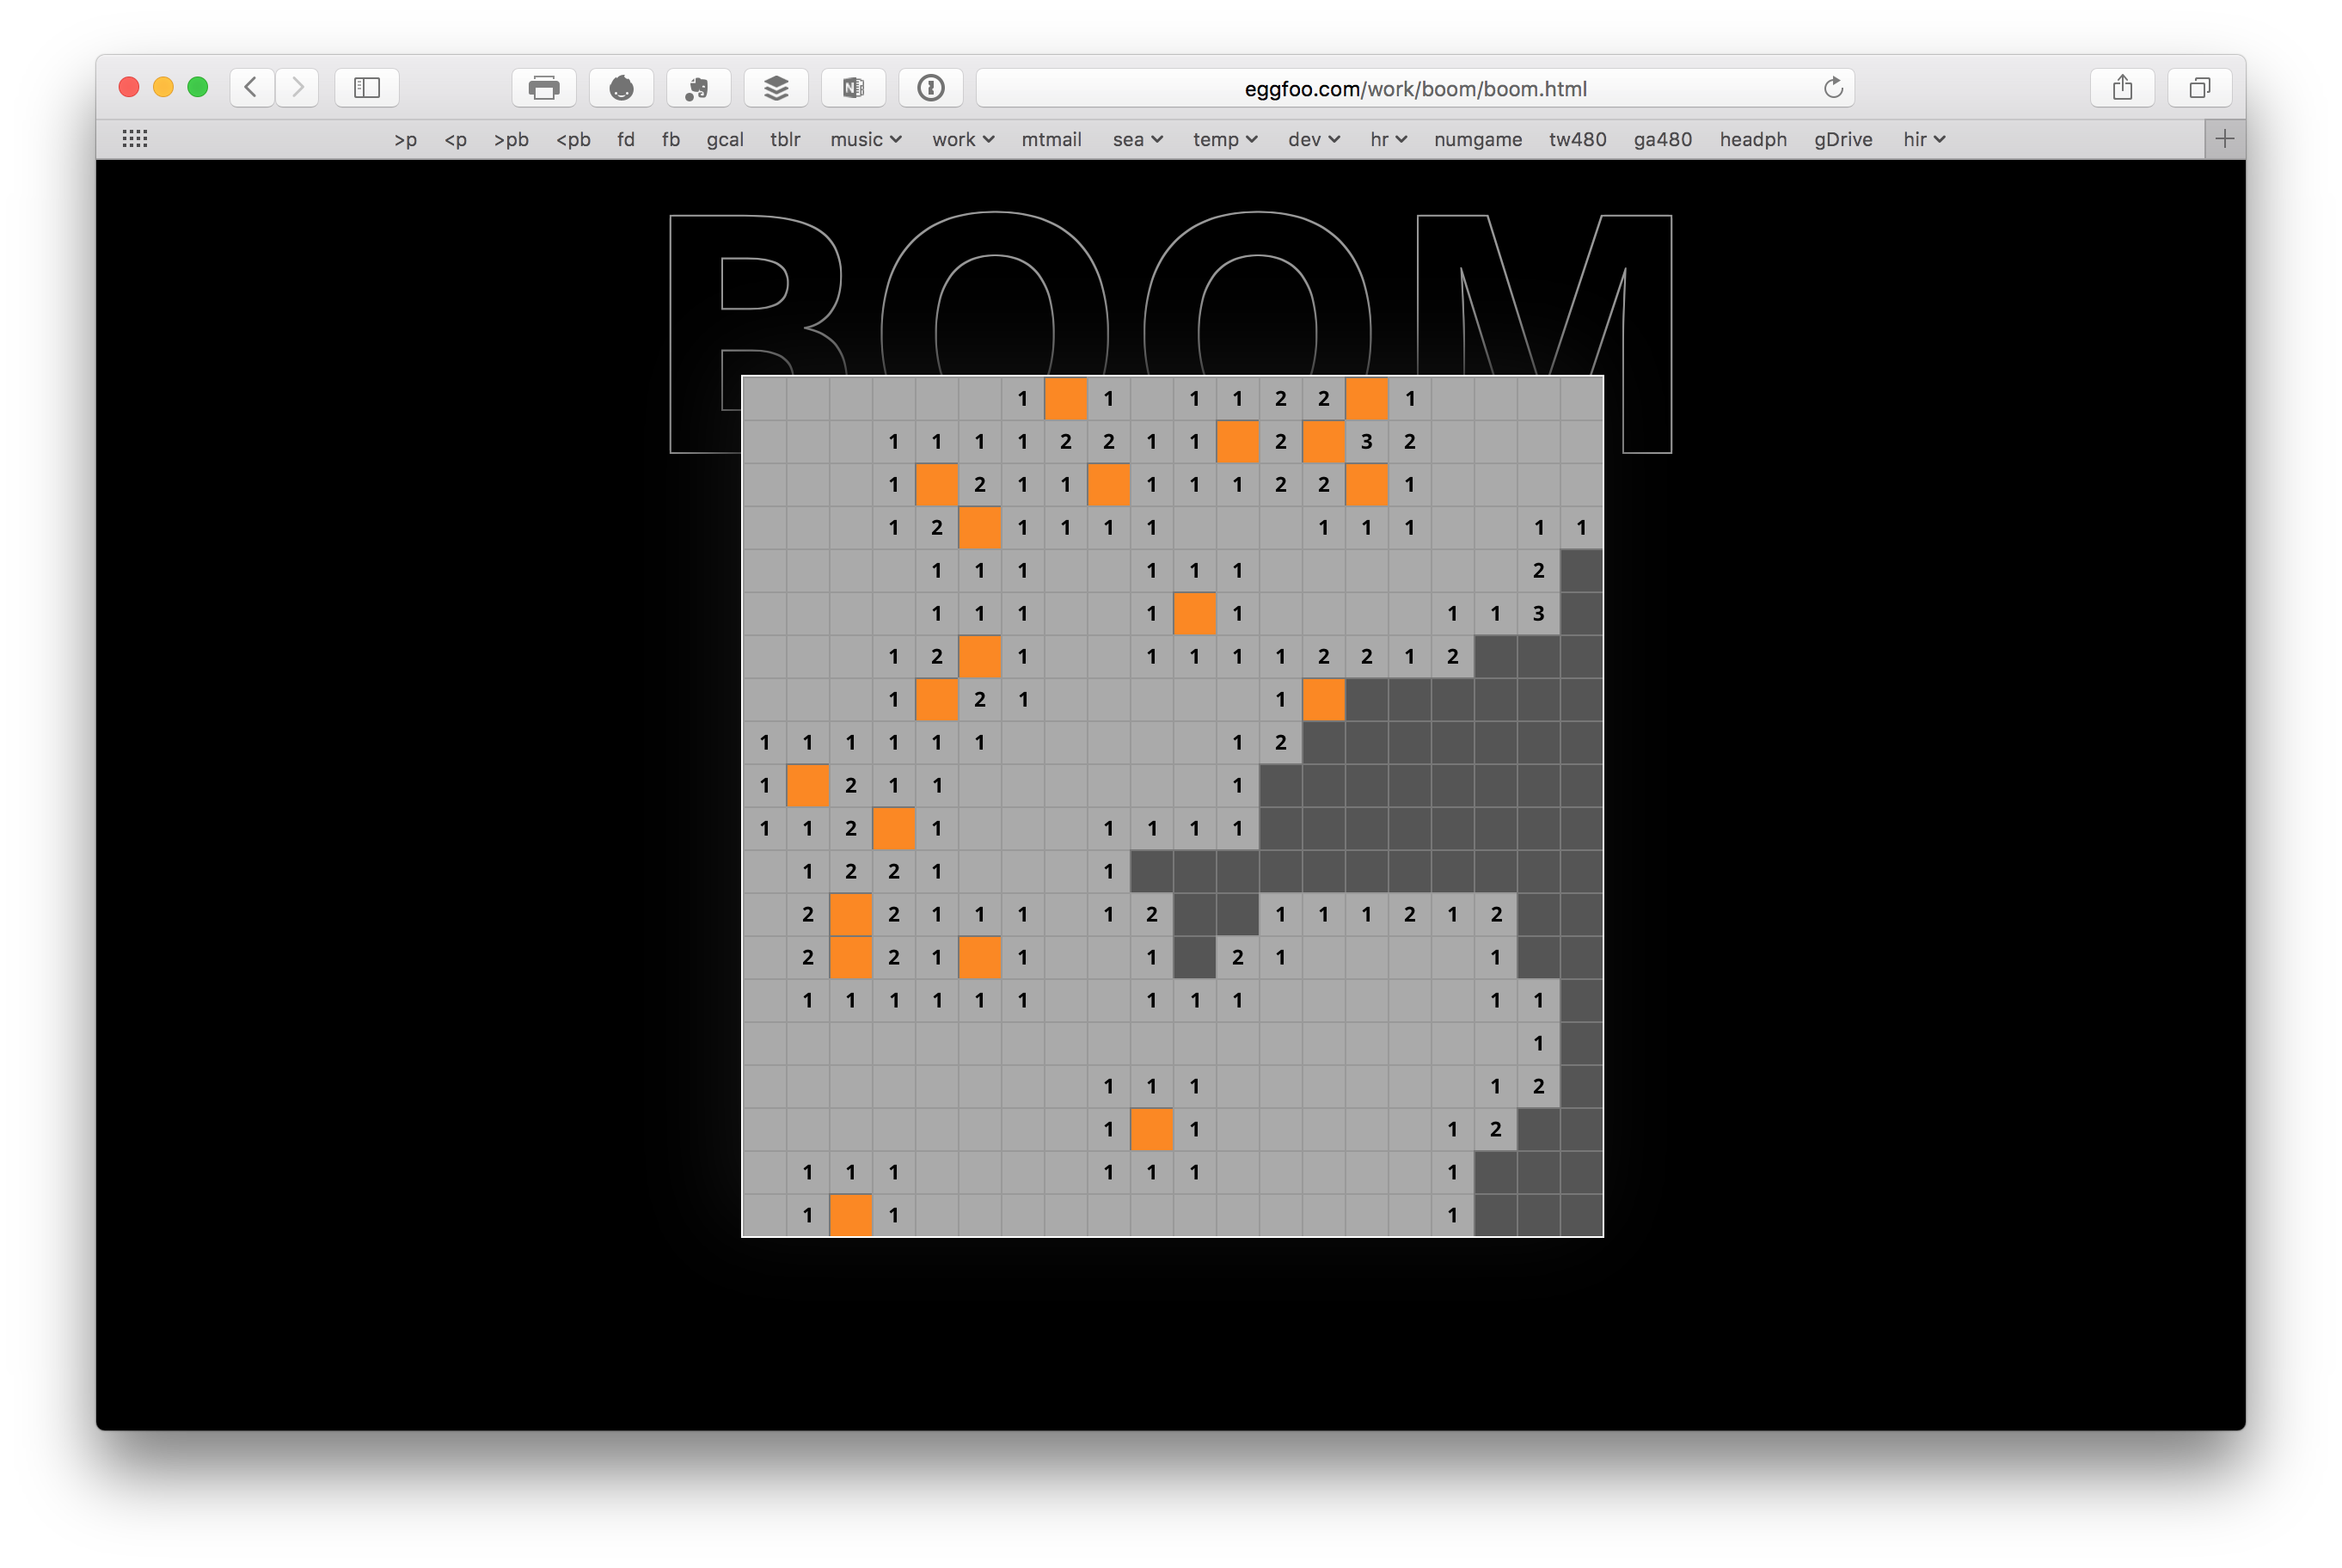 eggfoo.com/work/boom/boom.html
>p <p >pb <pb fd fb gcal tblr music work mtmail sea temp dev hr numgame tw480 ga480 headph gDrive hir
BOOM
1 1 1 1 2 2 1
1 1 1 1 2 2 1 1 2 3 2
1 2 1 1 1 1 1 2 2 1
1 2 1 1 1 1 1 1 1 1 1
1 1 1 1 1 1 2
1 1 1 1 1 1 1 3
1 2 1 1 1 1 1 2 2 1 2
1 2 1 1
1 1 1 1 1 1 1 2
1 2 1 1 1
1 1 2 1 1 1 1 1
1 2 2 1 1
2 2 1 1 1 1 2 1 1 1 2 1 2
2 2 1 1 1 2 1 1
1 1 1 1 1 1 1 1 1 1 1
1
1 1 1 1 2
1 1 1 2
1 1 1 1 1 1 1
1 1 1